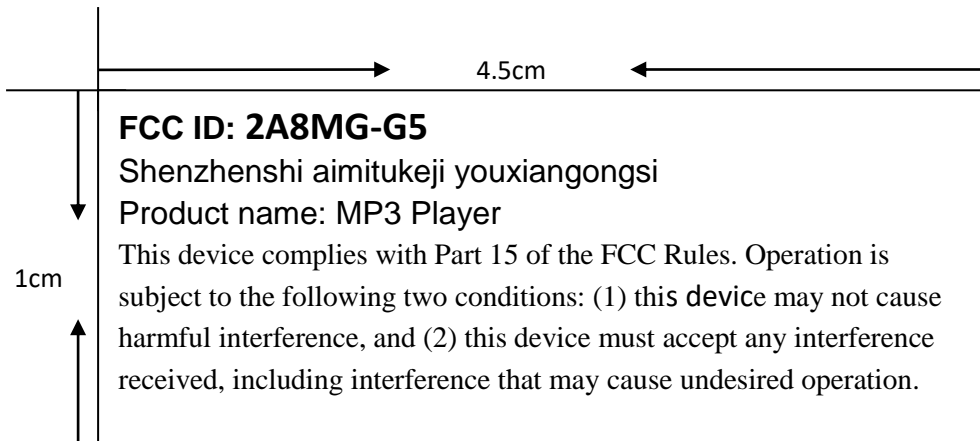 4.5cm
FCC ID: 2A8MG-G5
Shenzhenshi aimitukeji youxiangongsi
Product name: MP3 Player
This device complies with Part 15 of the FCC Rules. Operation is
1cm
subject to the following two conditions: (1) this device may not cause
harmful interference, and (2) this device must accept any interference
received, including interference that may cause undesired operation.